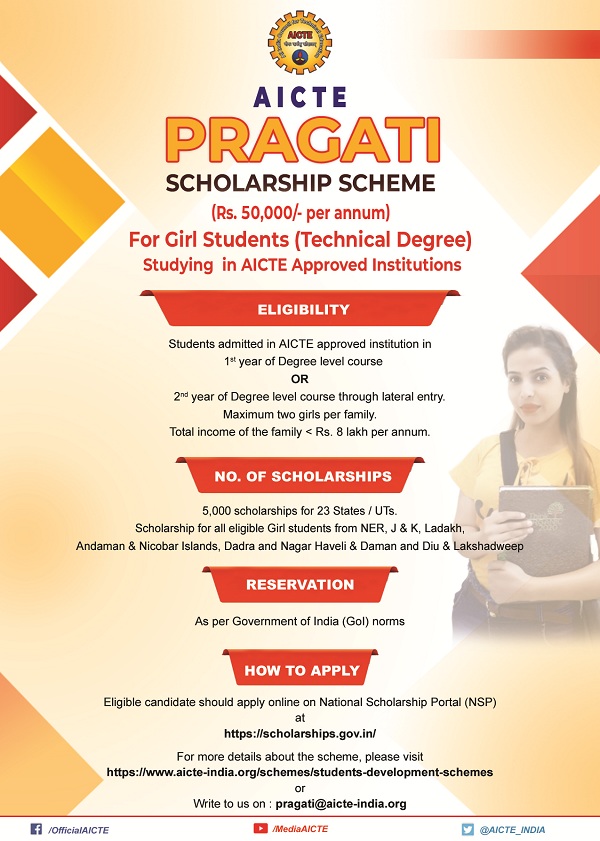 AICTE
AICTE
PRAGATI
SCHOLARSHIP SCHEME
(Rs. 50,000/- per annum)
For Girl Students (Technical Degree)
Studying in AICTE Approved Institutions
ELIGIBILITY
Students admitted in AICTE approved institution in
1st year of Degree level course
OR
2nd year of Degree level course through lateral entry.
Maximum two girls per family.
Total income of the family < Rs. 8 lakh per annum.
NO. OF SCHOLARSHIPS
5,000 scholarships for 23 States / UTs.
Scholarship for all eligible Girl students from NER, J & K, Ladakh,
Andaman & Nicobar Islands, Dadra and Nagar Haveli & Daman and Diu & Lakshadweep
RESERVATION
As per Government of India (GoI) norms
HOW TO APPLY
Eligible candidate should apply online on National Scholarship Portal (NSP)
at
https://scholarships.gov.in/
For more details about the scheme, please visit
https://www.aicte-india.org/schemes/students-development-schemes
or
Write to us on : pragati@aicte-india.org
/OfficialAICTE
/MediaAICTE
@AICTE_INDIA